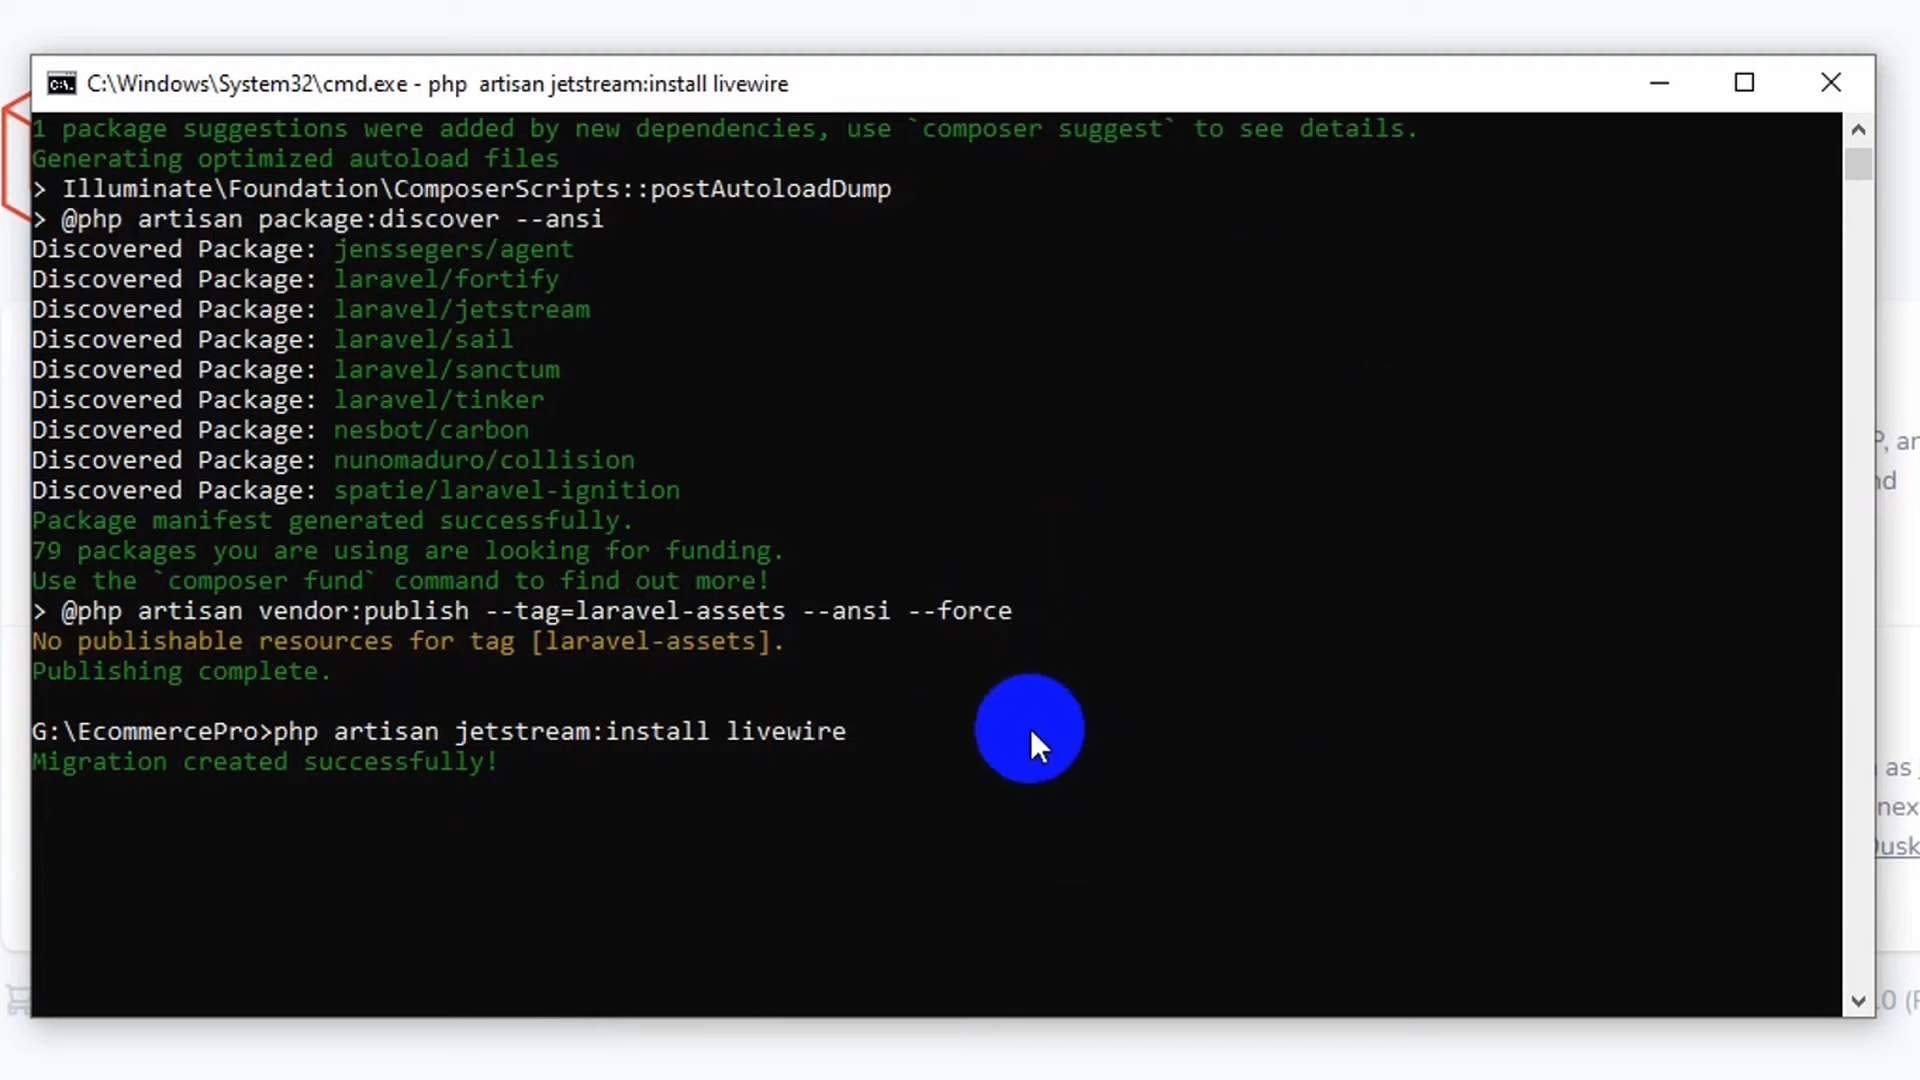 C:\Windows\System32\cmd.exe - php  artisan jetstream:install livewire
1 package suggestions were added by new dependencies, use `composer suggest` to see details.
Generating optimized autoload files
> Illuminate\Foundation\ComposerScripts::postAutoloadDump
> @php artisan package:discover --ansi
Discovered Package: jenssegers/agent
Discovered Package: laravel/fortify
Discovered Package: laravel/jetstream
Discovered Package: laravel/sail
Discovered Package: laravel/sanctum
Discovered Package: laravel/tinker
Discovered Package: nesbot/carbon
Discovered Package: nunomaduro/collision
Discovered Package: spatie/laravel-ignition
Package manifest generated successfully.
79 packages you are using are looking for funding.
Use the `composer fund` command to find out more!
> @php artisan vendor:publish --tag=laravel-assets --ansi --force
No publishable resources for tag [laravel-assets].
Publishing complete.
G:\EcommercePro>php artisan jetstream:install livewire
Migration created successfully!
as